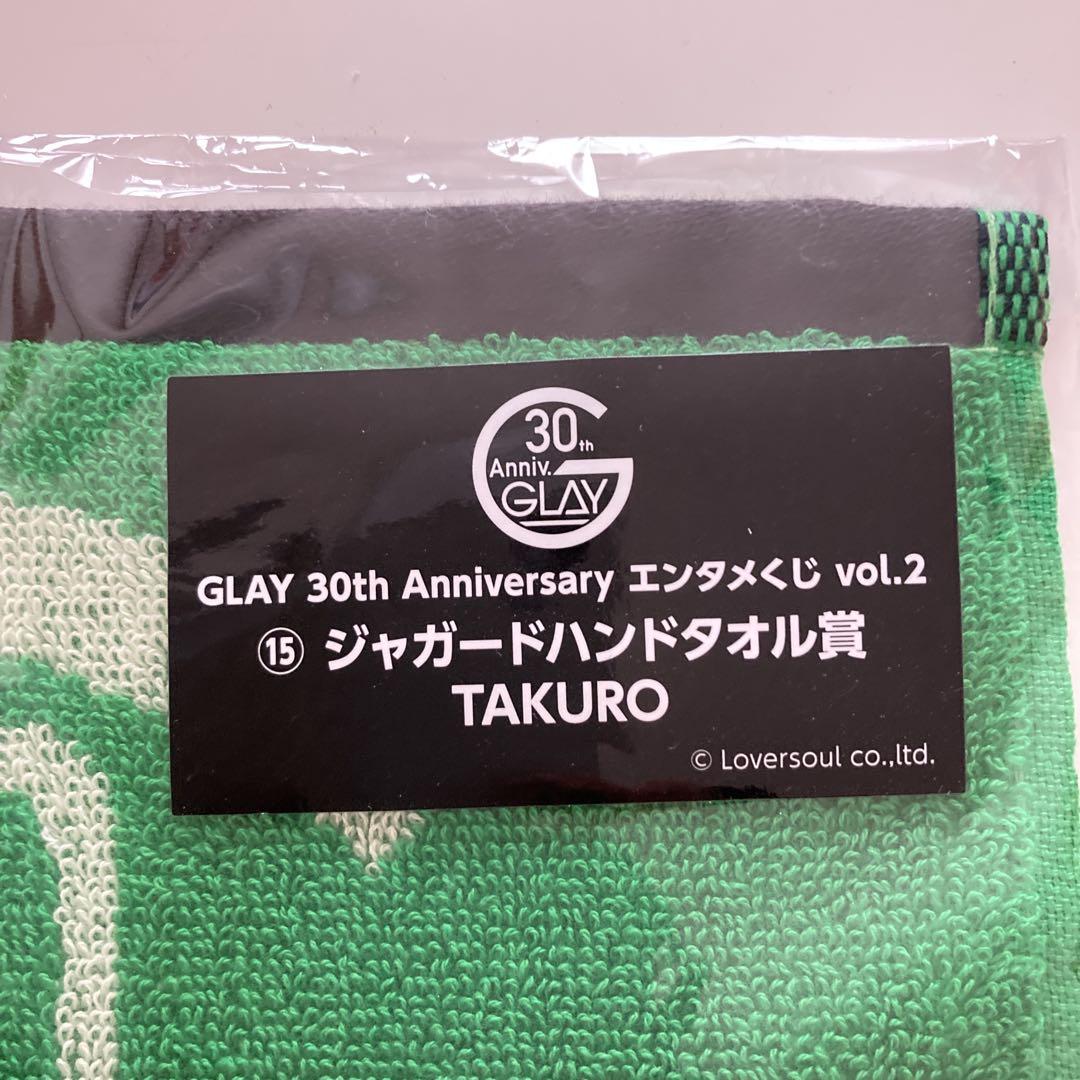 30th
Anniv.
GLAY
GLAY 30th Anniversary エンタメくじ vol.2
⑮ ジャガードハンドタオル賞
TAKURO
© Loversoul co.,ltd.